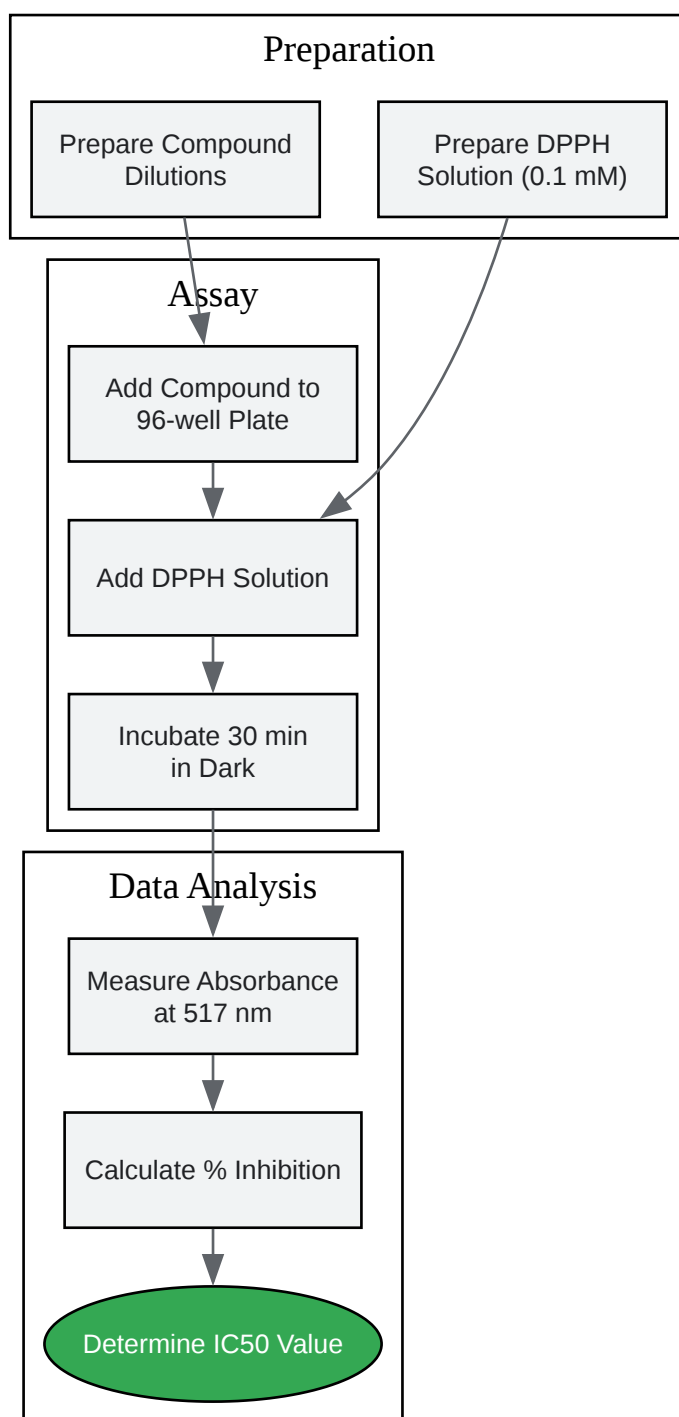 Preparation
Prepare Compound
Dilutions
Prepare DPPH
Solution (0.1 mM)
Assay
Add Compound to
96-well Plate
Add DPPH Solution
Incubate 30 min
in Dark
Data Analysis
Measure Absorbance
at 517 nm
Calculate % Inhibition
Determine IC50 Value